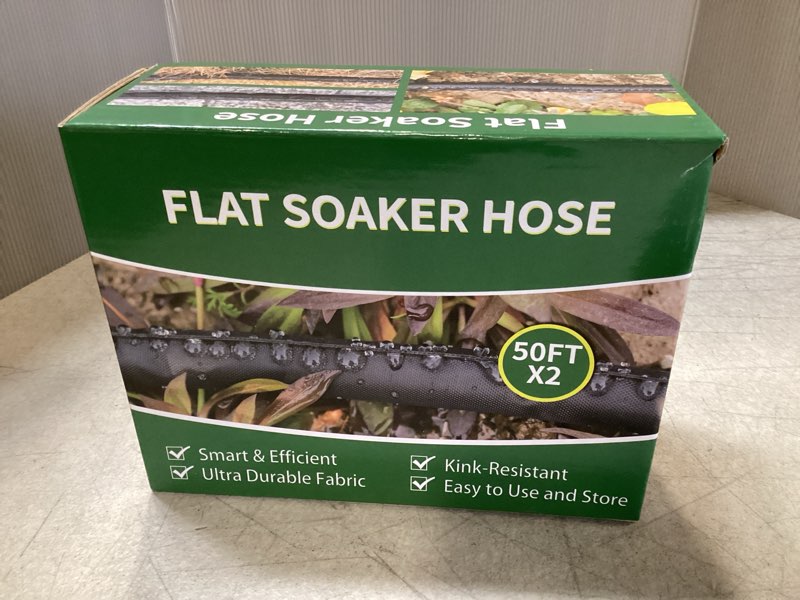 Flat Soaker Hose
FLAT SOAKER HOSE
50FT
X2
Smart & Efficient
Ultra Durable Fabric
Kink-Resistant
Easy to Use and Store